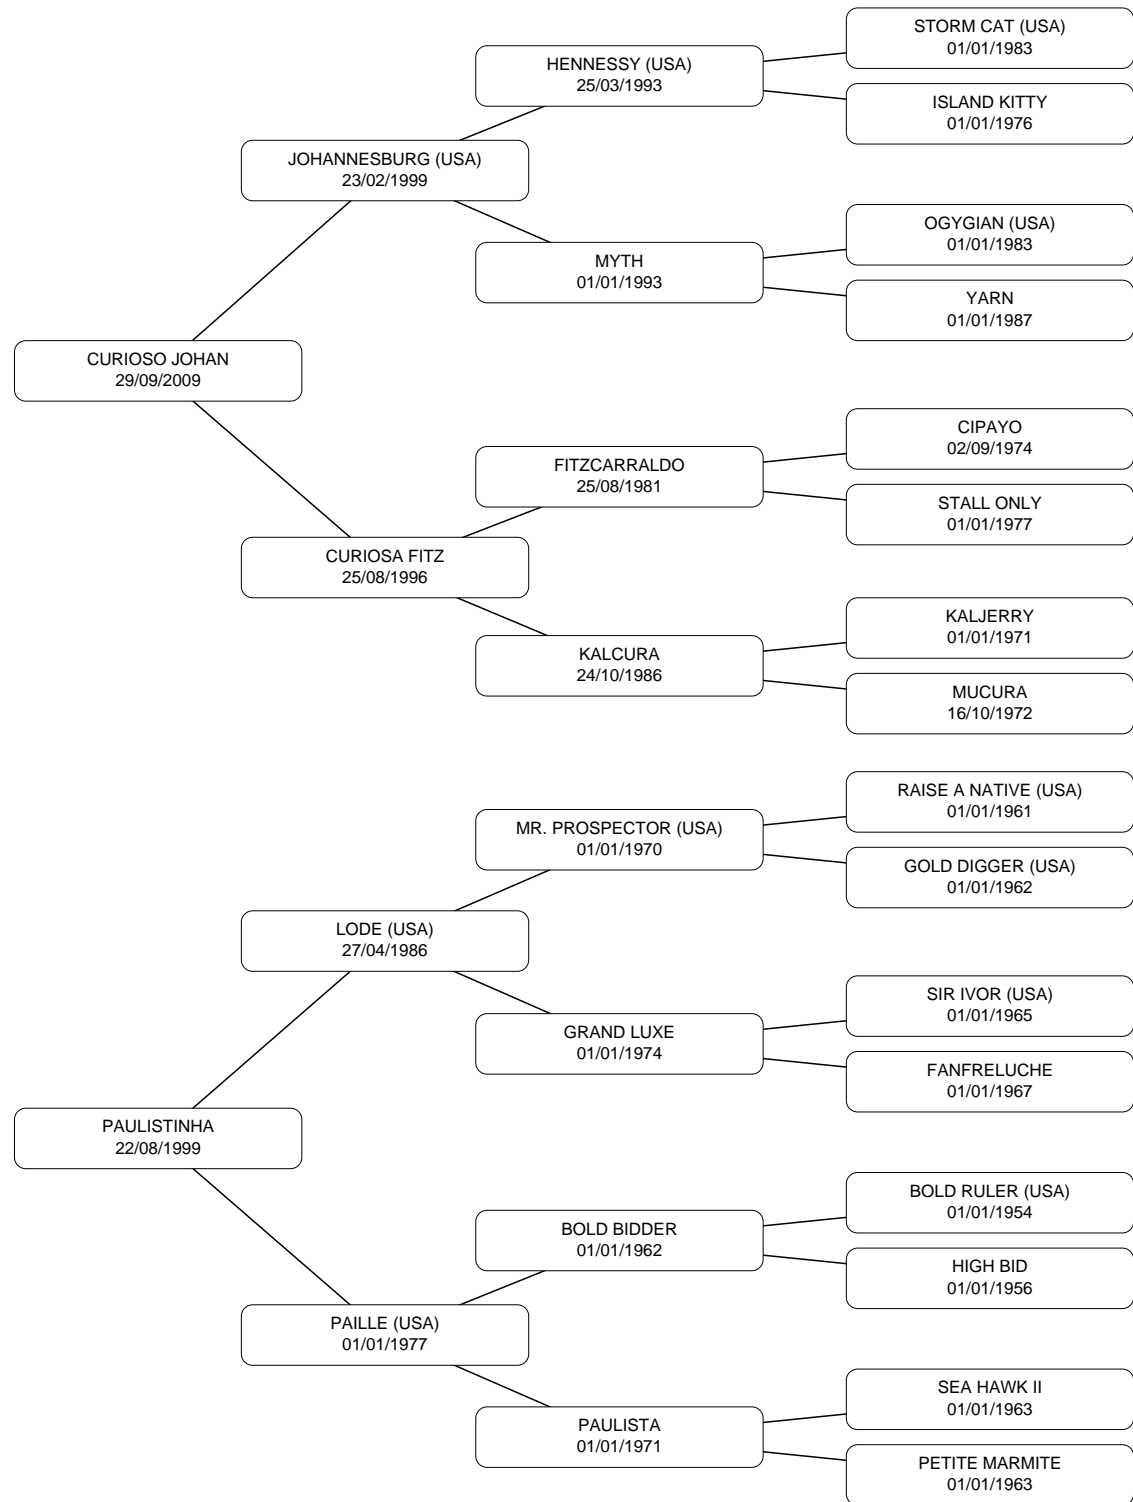 STORM CAT (USA)
01/01/1983
HENNESSY (USA)
25/03/1993
ISLAND KITTY
01/01/1976
JOHANNESBURG (USA)
23/02/1999
OGYGIAN (USA)
01/01/1983
MYTH
01/01/1993
YARN
01/01/1987
CURIOSO JOHAN
29/09/2009
CIPAYO
02/09/1974
FITZCARRALDO
25/08/1981
STALL ONLY
01/01/1977
CURIOSA FITZ
25/08/1996
KALJERRY
01/01/1971
KALCURA
24/10/1986
MUCURA
16/10/1972
RAISE A NATIVE (USA)
01/01/1961
MR. PROSPECTOR (USA)
01/01/1970
GOLD DIGGER (USA)
01/01/1962
LODE (USA)
27/04/1986
SIR IVOR (USA)
01/01/1965
GRAND LUXE
01/01/1974
FANFRELUCHE
01/01/1967
PAULISTINHA
22/08/1999
BOLD RULER (USA)
01/01/1954
BOLD BIDDER
01/01/1962
HIGH BID
01/01/1956
PAILLE (USA)
01/01/1977
SEA HAWK II
01/01/1963
PAULISTA
01/01/1971
PETITE MARMITE
01/01/1963